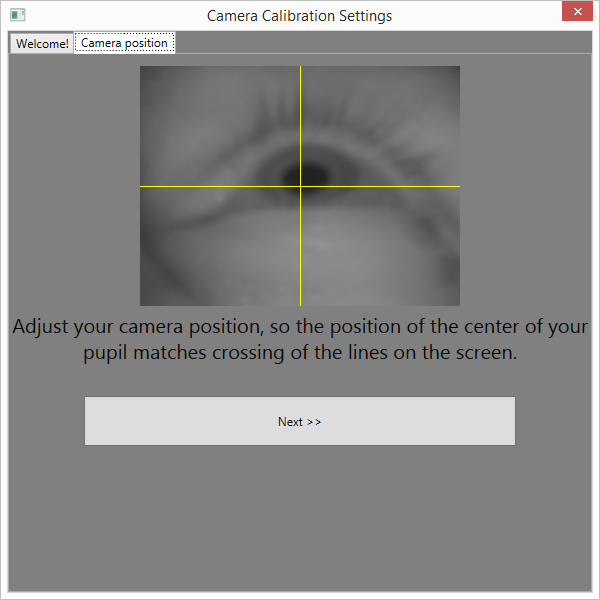 Camera Calibration Settings
Welcome! Camera position
Adjust your camera position, so the position of the center of your
pupil matches crossing of the lines on the screen.
Next >>